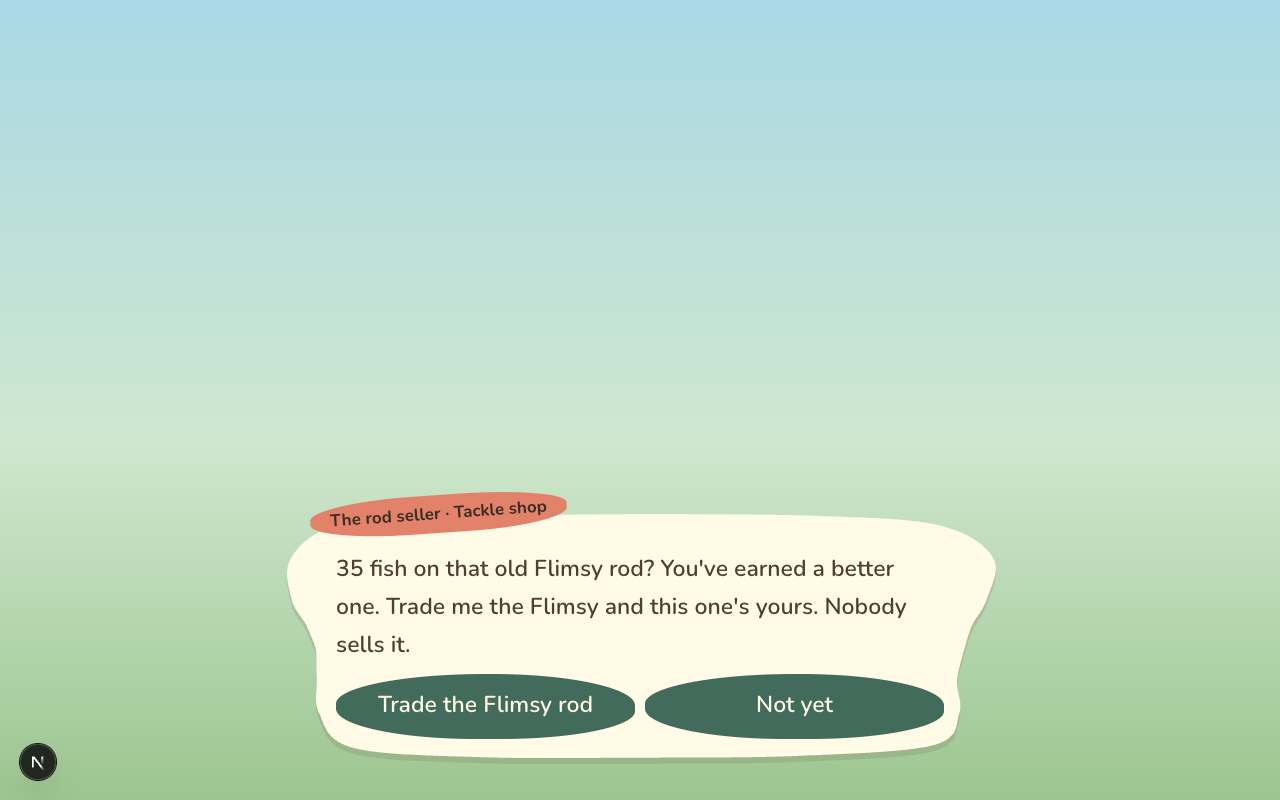 The rod seller · Tackle shop
35 fish on that old Flimsy rod? You've earned a better
one. Trade me the Flimsy and this one's yours. Nobody
sells it.
Trade the Flimsy rod
Not yet
N